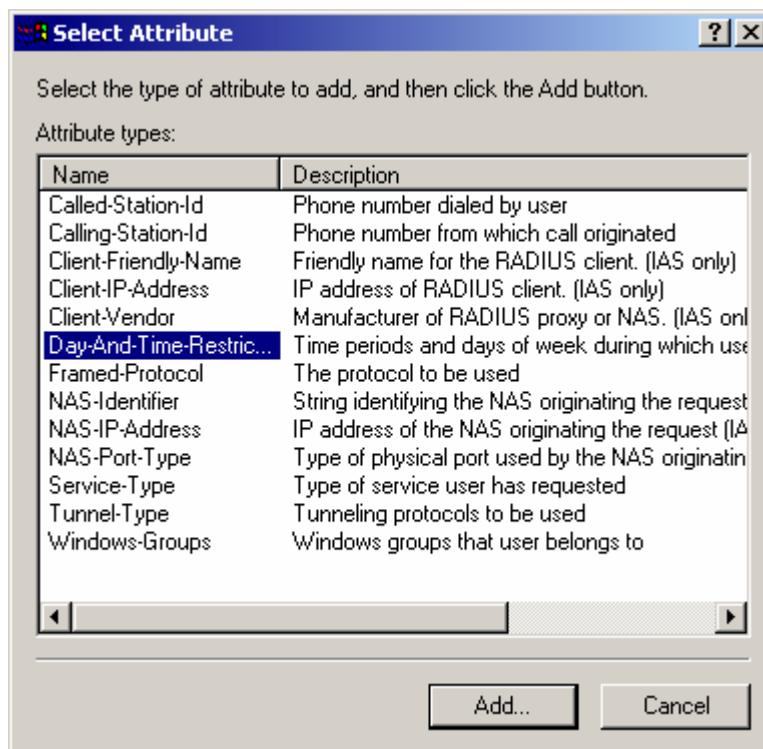 Select Attribute
Select the type of attribute to add, and then click the Add button.
Attribute types:
Name Description
Called-Station-Id Phone number dialed by user
Calling-Station-Id Phone number from which call originated
Client-Friendly-Name Friendly name for the RADIUS client. (IAS only)
Client-IP-Address IP address of RADIUS client. (IAS only)
Client-Vendor Manufacturer of RADIUS proxy or NAS. (IAS onl
Day-And-Time-Restric... Time periods and days of week during which use
Framed-Protocol The protocol to be used
NAS-Identifier String identifying the NAS originating the request
NAS-IP-Address IP address of the NAS originating the request (IA
NAS-Port-Type Type of physical port used by the NAS originatin
Service-Type Type of service user has requested
Tunnel-Type Tunneling protocols to be used
Windows-Groups Windows groups that user belongs to
Add... Cancel